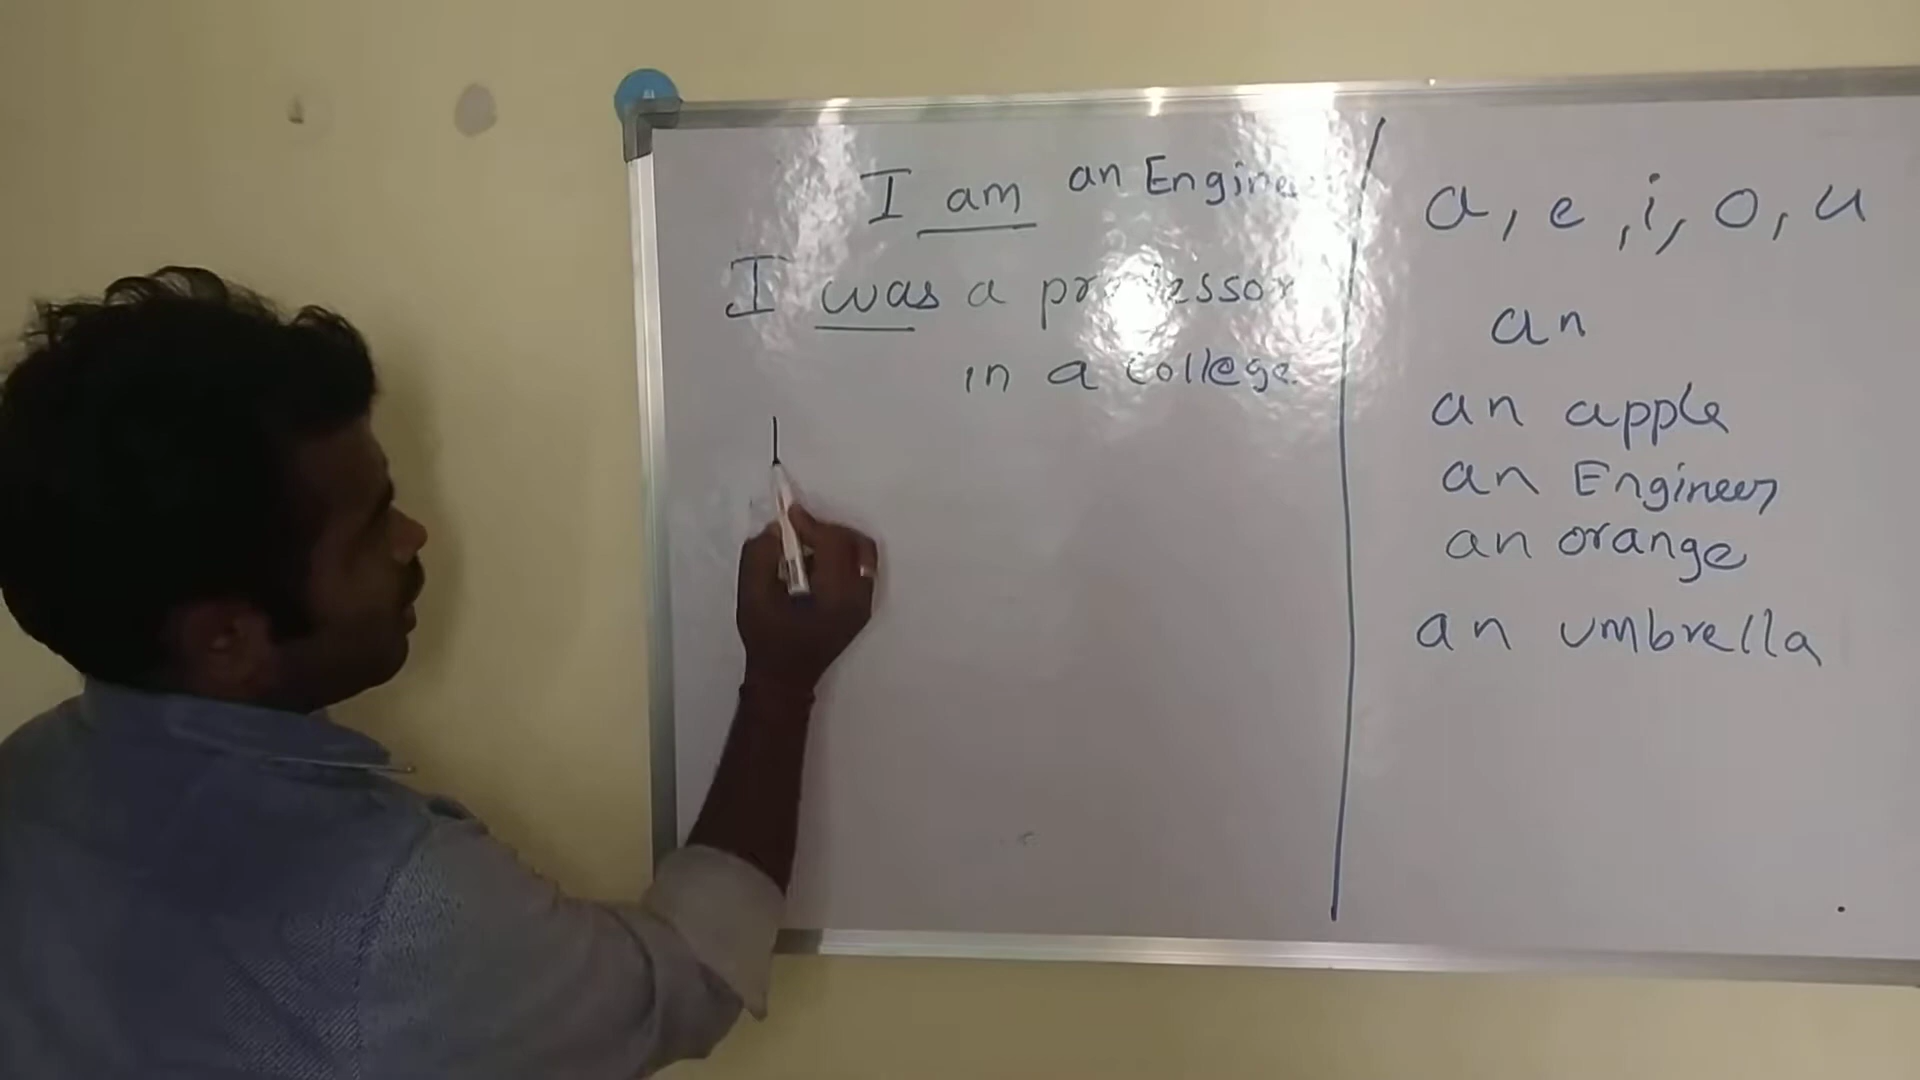 I am an Engineer
I was a professor
in a college.
I
a, e, i, o, u
an
an apple
an Engineer
an orange
an umbrella